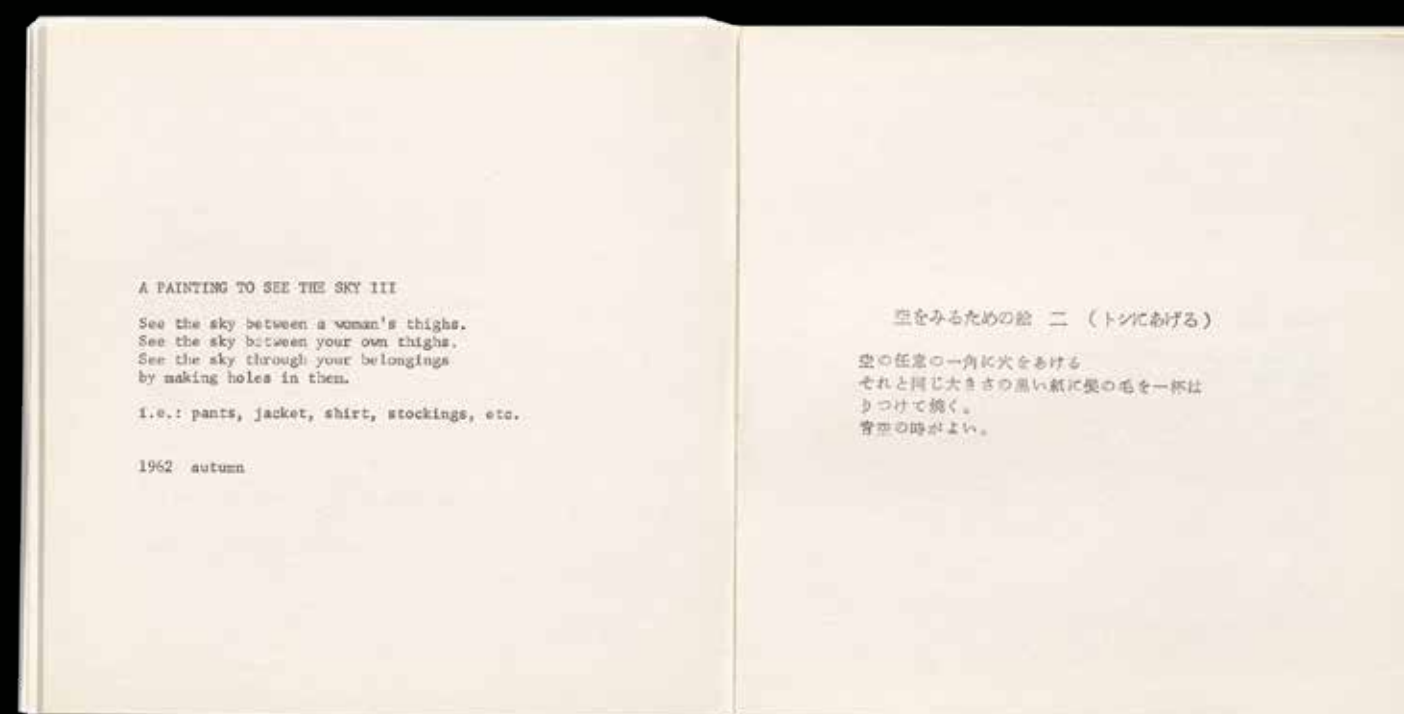 A PAINTING TO SEE THE SKY III
See the sky between a woman's thighs.
See the sky between your own thighs.
See the sky through your belongings
by making holes in them.
i.e.: pants, jacket, shirt, stockings, etc.
1962 autumn
空をみるための絵 二 (トシにあげる)
空の任意の一角に穴をあける
それと同じ大きさの黒い紙に髪の毛を一杯は
りつけて焼く。
青空の時がよい。